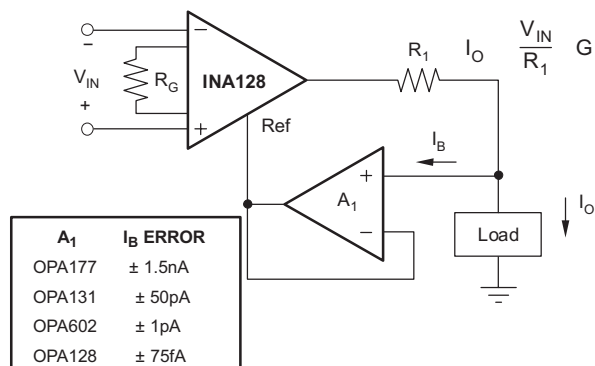 −
V_IN
+
R_G
−
INA128
+
Ref
R_1
I_O V_IN/R_1 G
I_B
+
A_1
−
Load
I_O
A_1 I_B ERROR
OPA177 ± 1.5nA
OPA131 ± 50pA
OPA602 ± 1pA
OPA128 ± 75fA